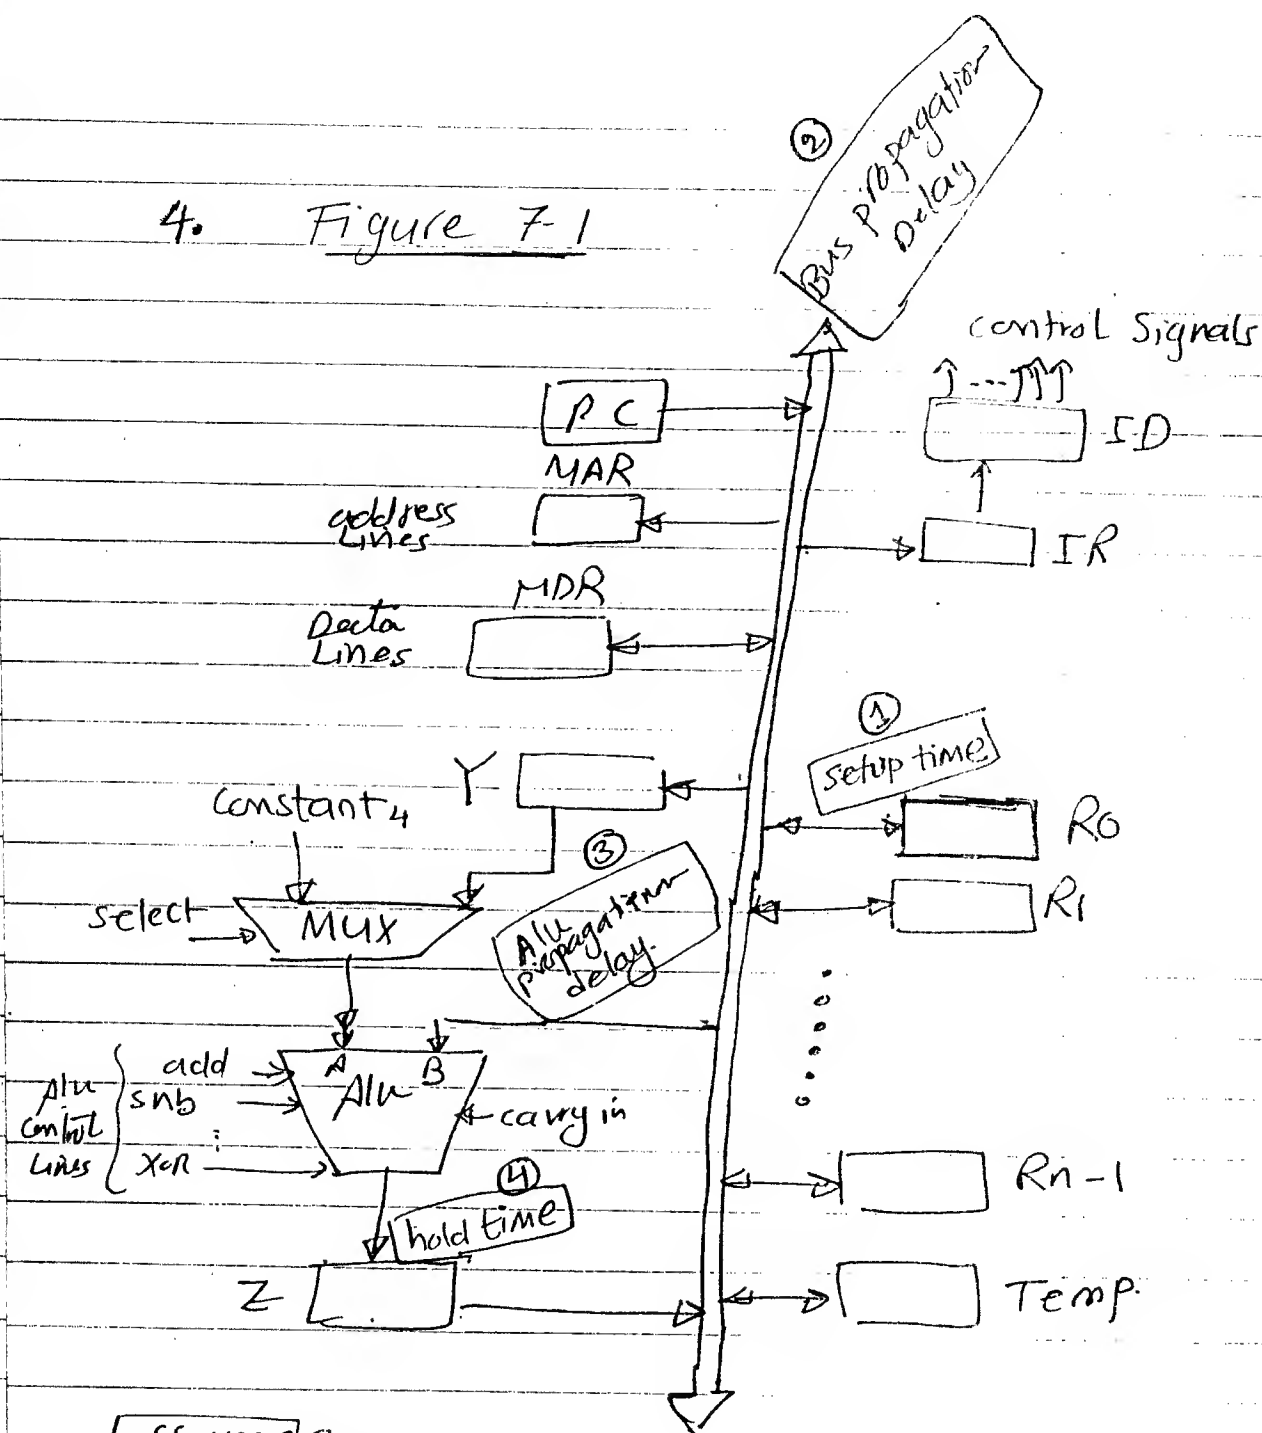 ②
Bus propagation
Delay
4. Figure 7-1
control Signals
...
PC
ID
MAR
address
Lines
IR
MDR
Data
Lines
①
setup time
Y
Constant 4
R0
③
Alu
propagation
delay.
select
MUX
R1
A B
Alu
add
snb
:
XOR
Alu
Control
Lines
carry in
④
hold time
Rn-1
Z
Temp.